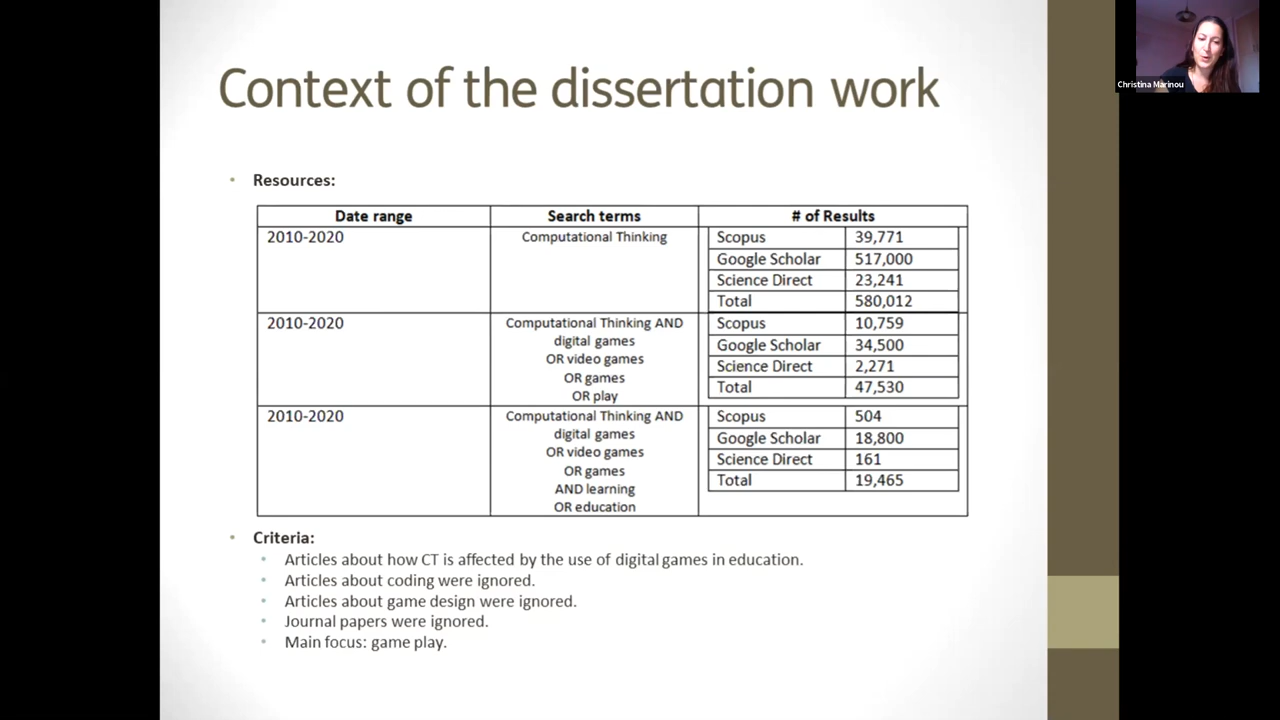 Context of the dissertation work
Christina Marinou
• Resources:
Date range Search terms # of Results
2010-2020 Computational Thinking Scopus 39,771
Google Scholar 517,000
Science Direct 23,241
Total 580,012
2010-2020 Computational Thinking AND Scopus 10,759
digital games Google Scholar 34,500
OR video games Science Direct 2,271
OR games Total 47,530
OR play
2010-2020 Computational Thinking AND Scopus 504
digital games Google Scholar 18,800
OR video games Science Direct 161
OR games Total 19,465
AND learning
OR education
• Criteria:
• Articles about how CT is affected by the use of digital games in education.
• Articles about coding were ignored.
• Articles about game design were ignored.
• Journal papers were ignored.
• Main focus: game play.